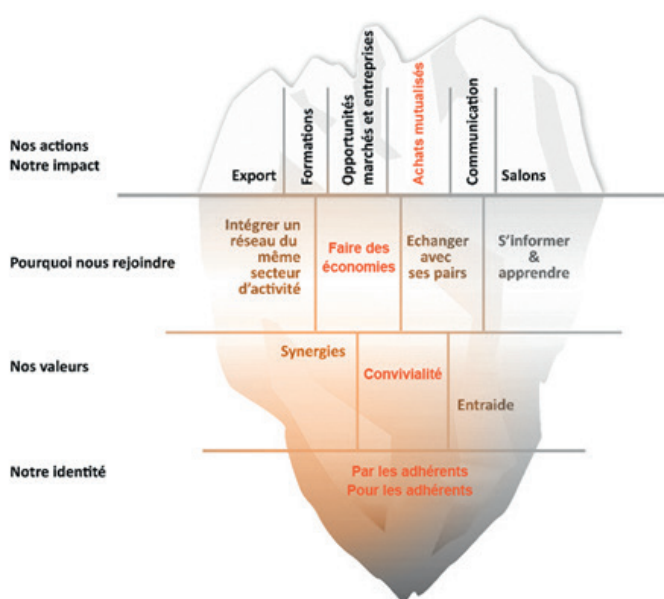 Nos actions
Notre impact
Export
Formations
Opportunités
marchés et entreprises
Achats mutualisés
Communication
Salons
Pourquoi nous rejoindre
Intégrer un
réseau du
même
secteur
d'activité
Faire des
économies
Echanger
avec
ses pairs
S'informer
&
apprendre
Nos valeurs
Synergies
Convivialité
Entraide
Notre identité
Par les adhérents
Pour les adhérents